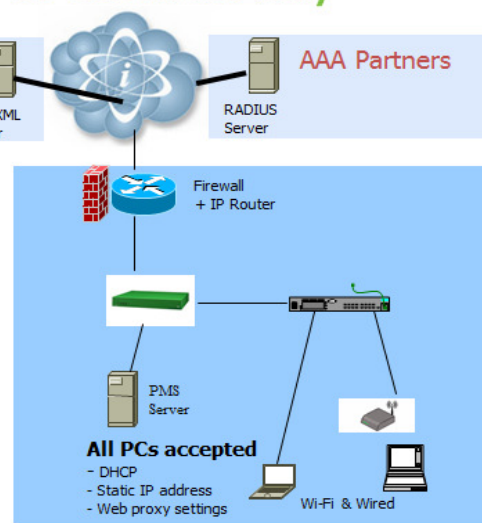 AAA Partners
XML
RADIUS
Server
Firewall
+ IP Router
PMS
Server
All PCs accepted
- DHCP
- Static IP address
- Web proxy settings
Wi-Fi & Wired